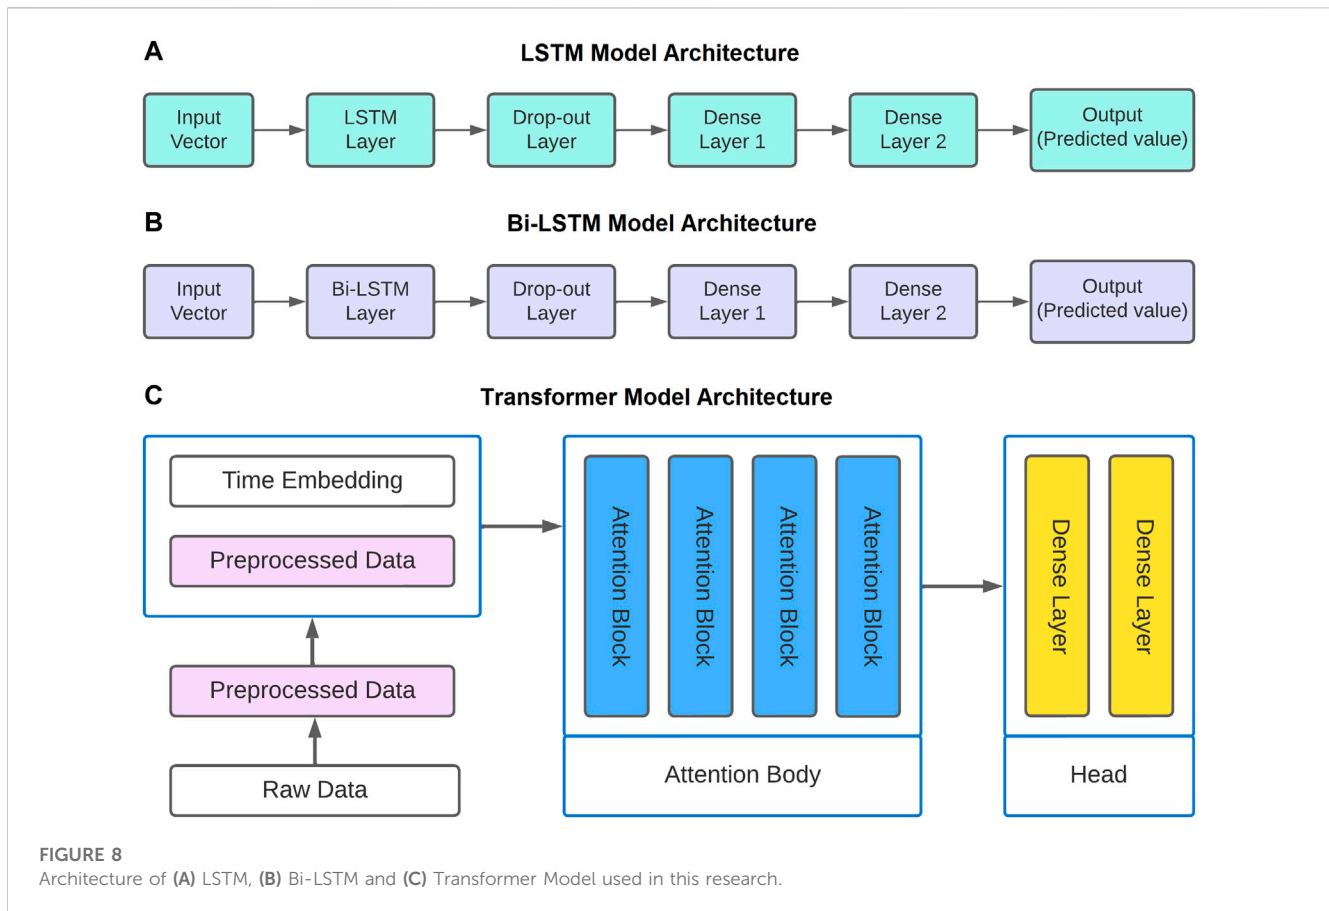 A
LSTM Model Architecture
Input
Vector
LSTM
Layer
Drop-out
Layer
Dense
Layer 1
Dense
Layer 2
Output
(Predicted value)
B
Bi-LSTM Model Architecture
Input
Vector
Bi-LSTM
Layer
Drop-out
Layer
Dense
Layer 1
Dense
Layer 2
Output
(Predicted value)
C
Transformer Model Architecture
Time Embedding
Preprocessed Data
Preprocessed Data
Raw Data
Attention Block
Attention Block
Attention Block
Attention Block
Attention Body
Dense Layer
Dense Layer
Head
FIGURE 8
Architecture of (A) LSTM, (B) Bi-LSTM and (C) Transformer Model used in this research.